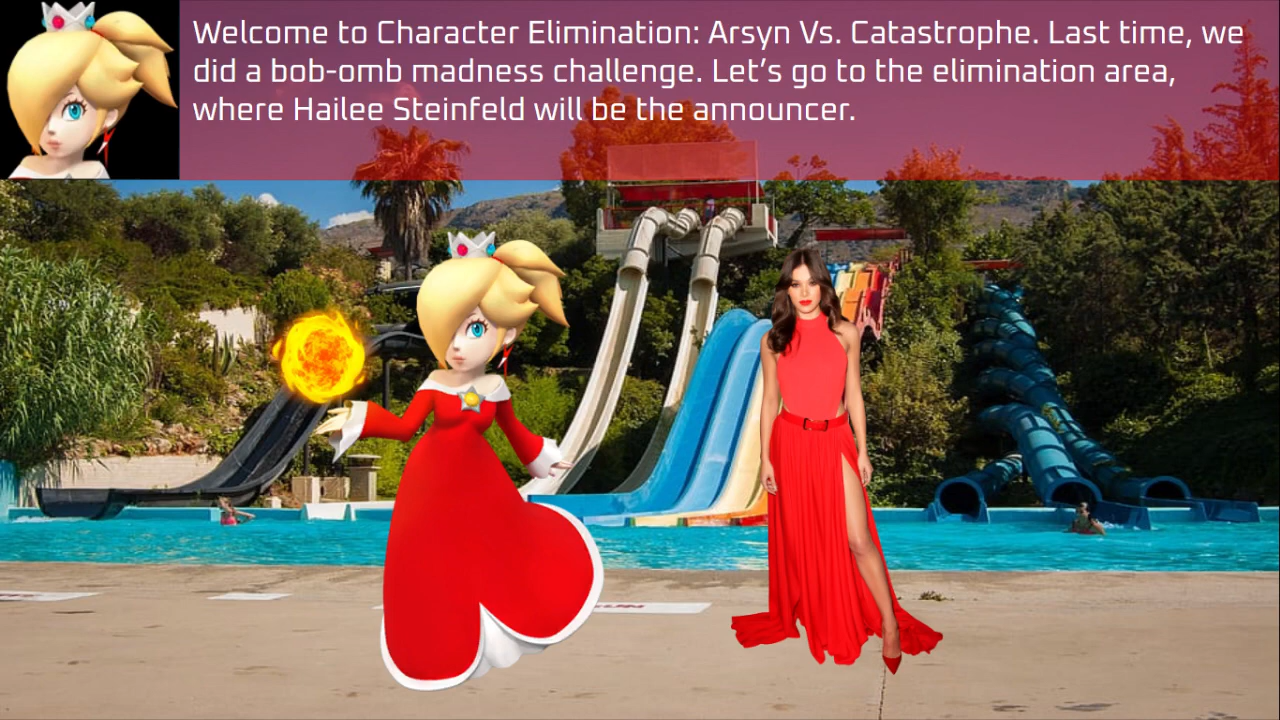 Welcome to Character Elimination: Arsyn Vs. Catastrophe. Last time, we
did a bob-omb madness challenge. Let’s go to the elimination area,
where Hailee Steinfeld will be the announcer.